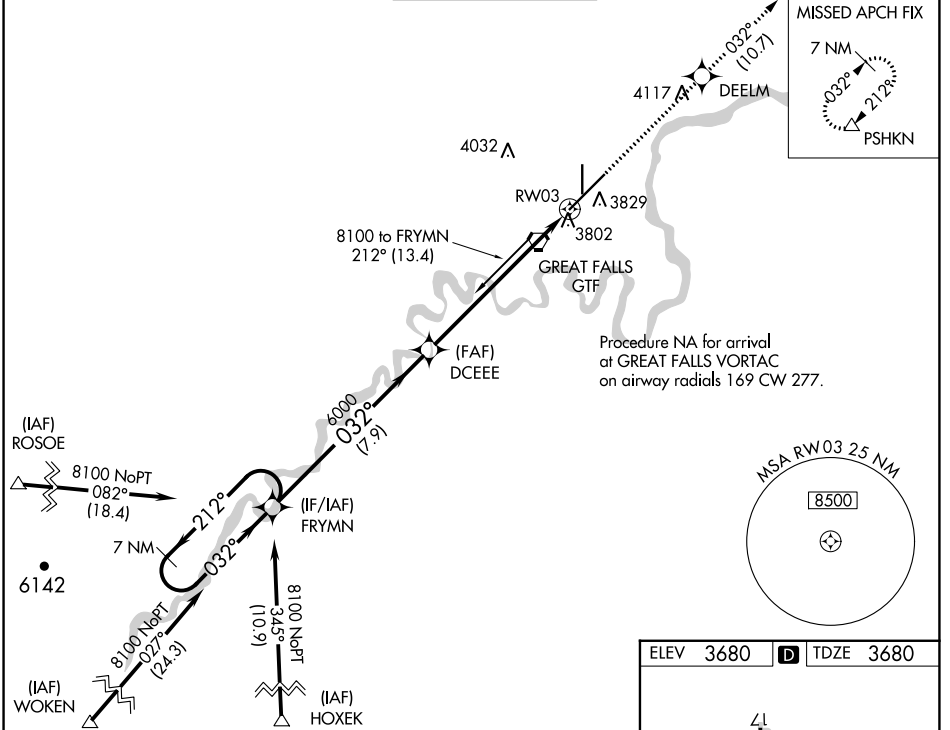 MISSED APCH FIX
7 NM
032°
212°
PSHKN
032°
(10.7)
DEELM
4117
4032
RW03
3829
3802
8100 to FRYMN
212° (13.4)
GREAT FALLS
GTF
(FAF)
DCEEE
Procedure NA for arrival
at GREAT FALLS VORTAC
on airway radials 169 CW 277.
6000
032°
(7.9)
(IAF)
ROSOE
8100 NoPT
082°
(18.4)
212°
(IF/IAF)
FRYMN
7 NM
032°
6142
8100 NoPT
027°
(24.3)
(IAF)
WOKEN
8100 NoPT
345°
(10.9)
(IAF)
HOXEK
MSA RW03 25 NM
8500
ELEV 3680 D TDZE 3680